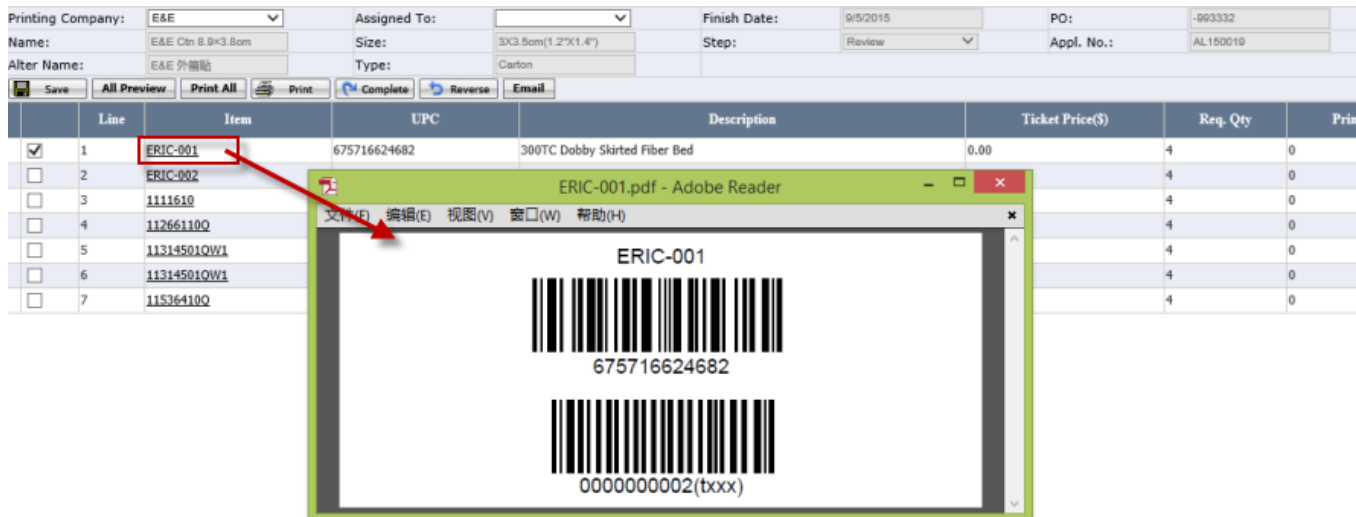 Printing Company: E&E Assigned To: Finish Date: 9/5/2015 PO: -993332
Name: E&E Ctn 8.9×3.8cm Size: 3X3.5cm(1.2"X1.4") Step: Review Appl. No.: AL150019
Alter Name: E&E 外箱贴 Type: Carton
Save All Preview Print All Print Complete Reverse Email
Line Item UPC Description Ticket Price($) Req. Qty Prin
1 ERIC-001 675716624682 300TC Dobby Skirted Fiber Bed 0.00 4 0
2 ERIC-002 4 0
3 1111610 4 0
4 11266110Q 4 0
5 11314501QW1 4 0
6 11314501QW1 4 0
7 11536410Q 4 0
ERIC-001.pdf - Adobe Reader
文件(F) 编辑(E) 视图(V) 窗口(W) 帮助(H)
ERIC-001
675716624682
0000000002(txxx)